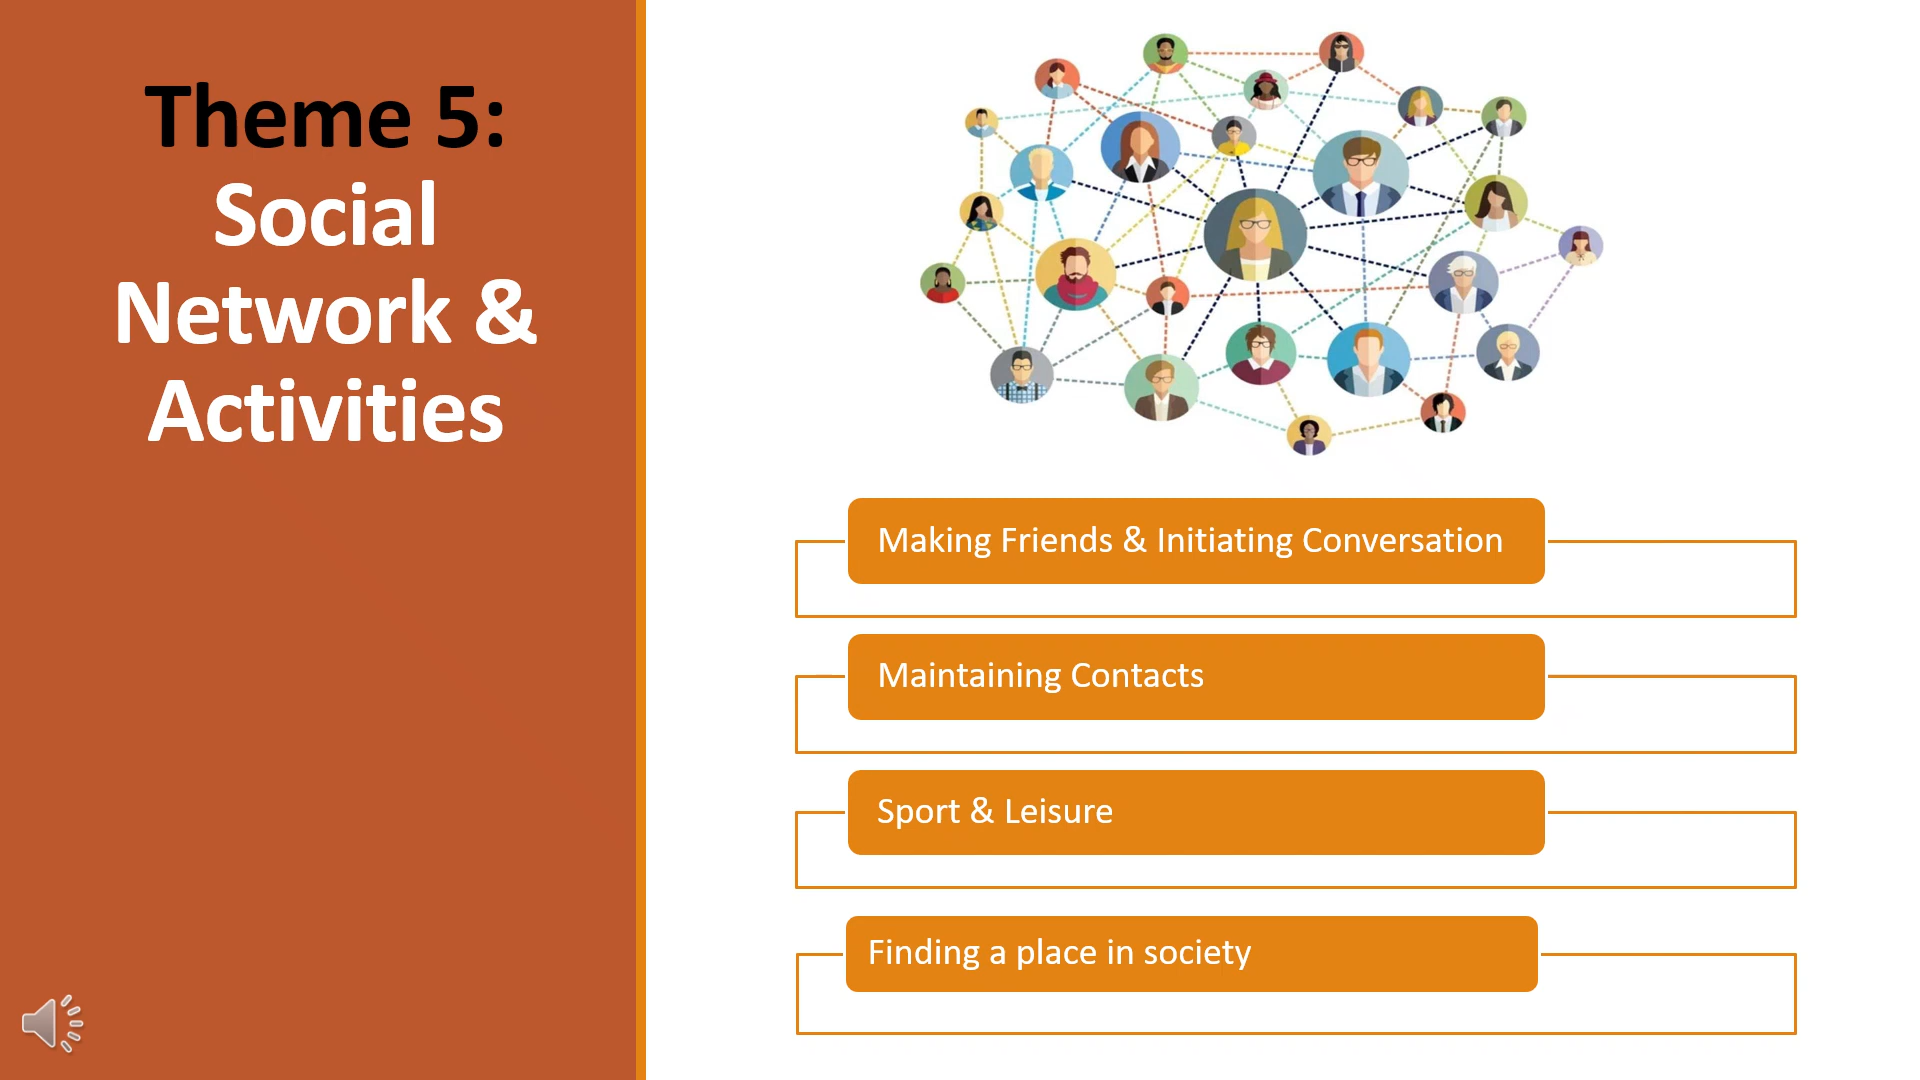 Theme 5:
Social
Network &
Activities
Making Friends & Initiating Conversation
Maintaining Contacts
Sport & Leisure
Finding a place in society